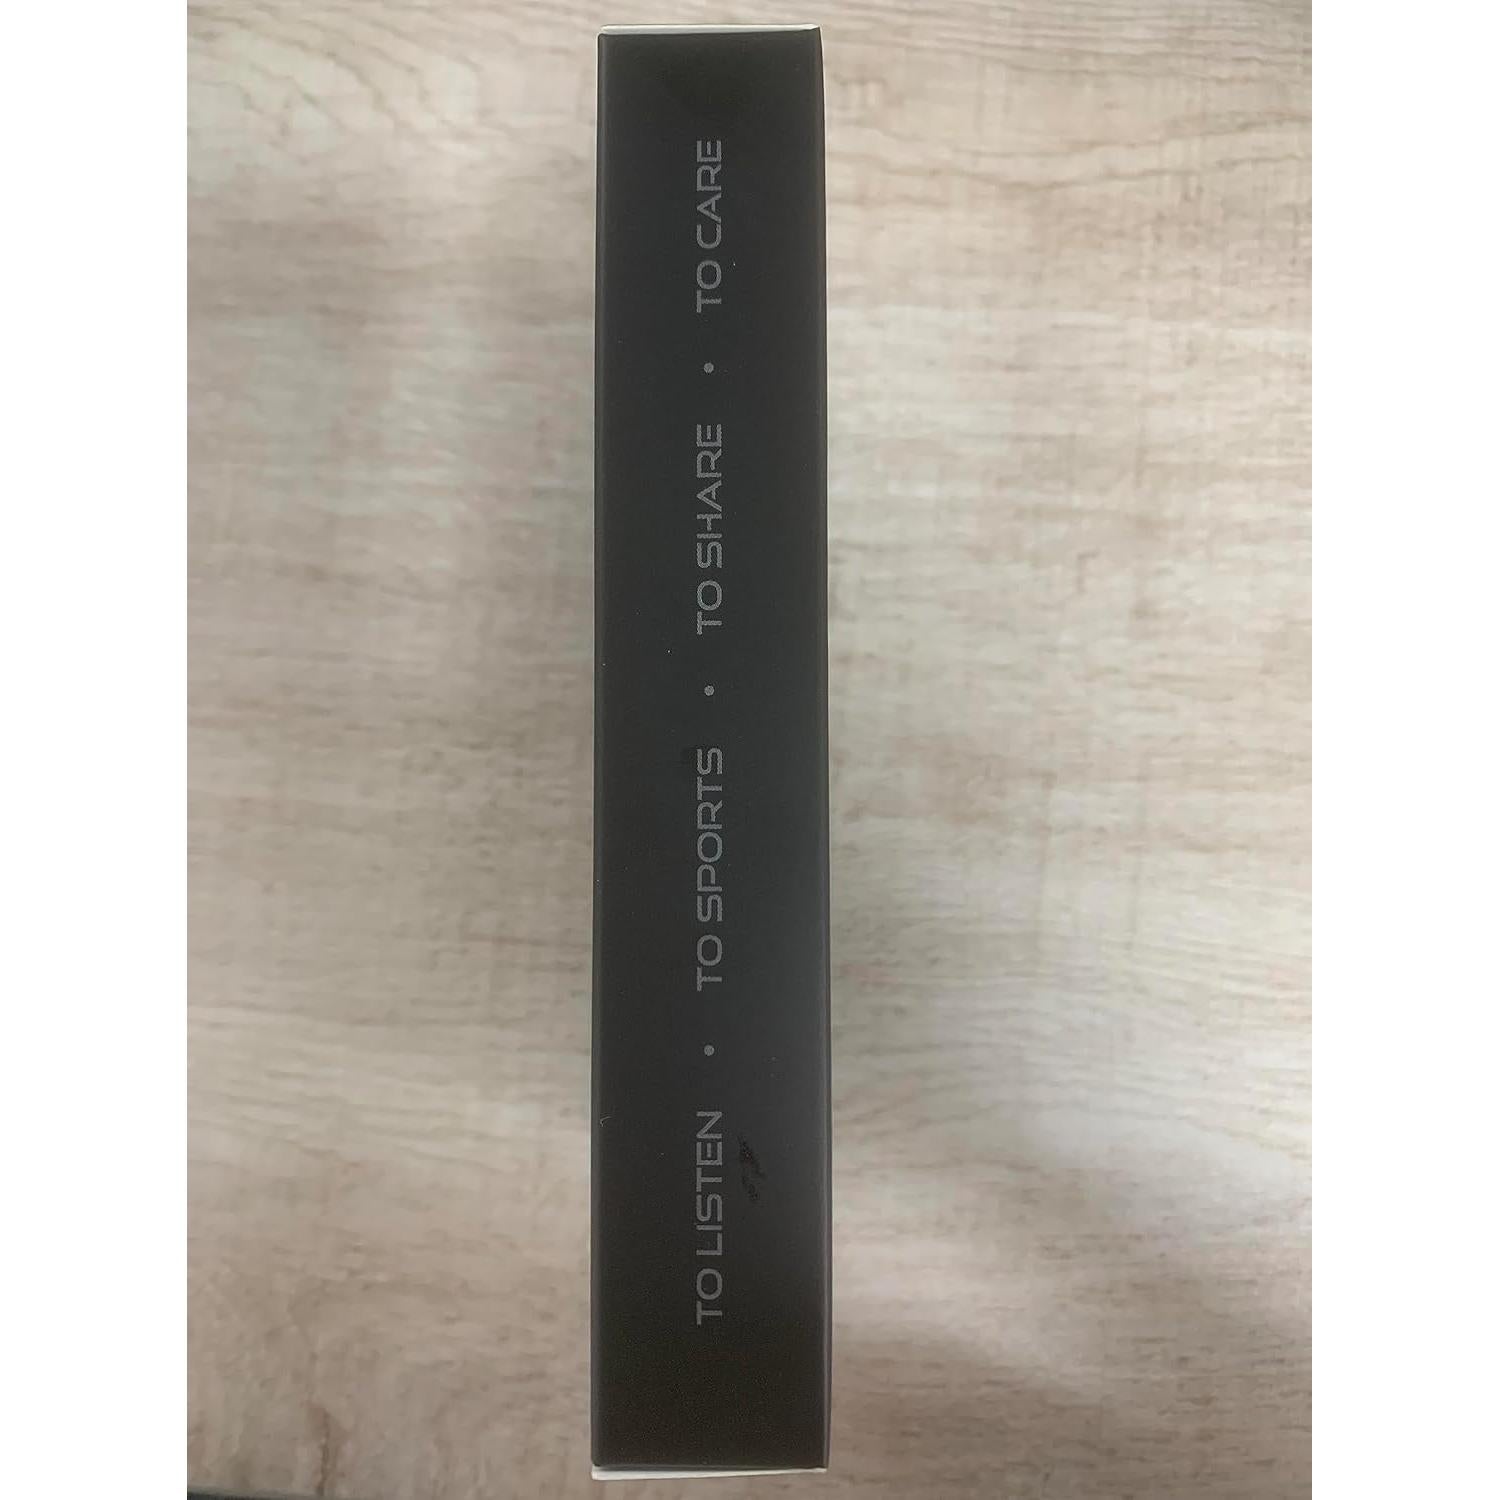 TO LISTEN • TO SPORTS • TO SHARE • TO CARE